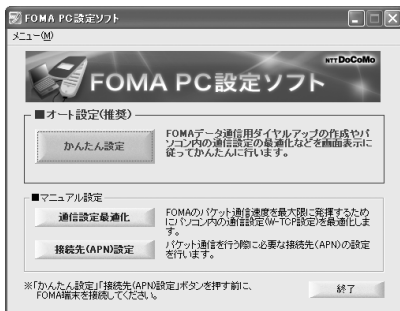 FOMA PC設定ソフト
メニュー(M)
NTT DoCoMo
FOMA PC設定ソフト
■オート設定(推奨)
かんたん設定
FOMAデータ通信用ダイヤルアップの作成やパ
ソコン内の通信設定の最適化などを画面表示に
従ってかんたんに行います。
■マニュアル設定
通信設定最適化
FOMAのパケット通信速度を最大限に発揮するため
にパソコン内の通信設定(W-TCP設定)を最適化しま
す。
接続先(APN)設定
パケット通信を行う際に必要な接続先(APN)の設定
を行います。
※「かんたん設定」「接続先(APN)設定」ボタンを押す前に、
FOMA端末を接続してください。
終了